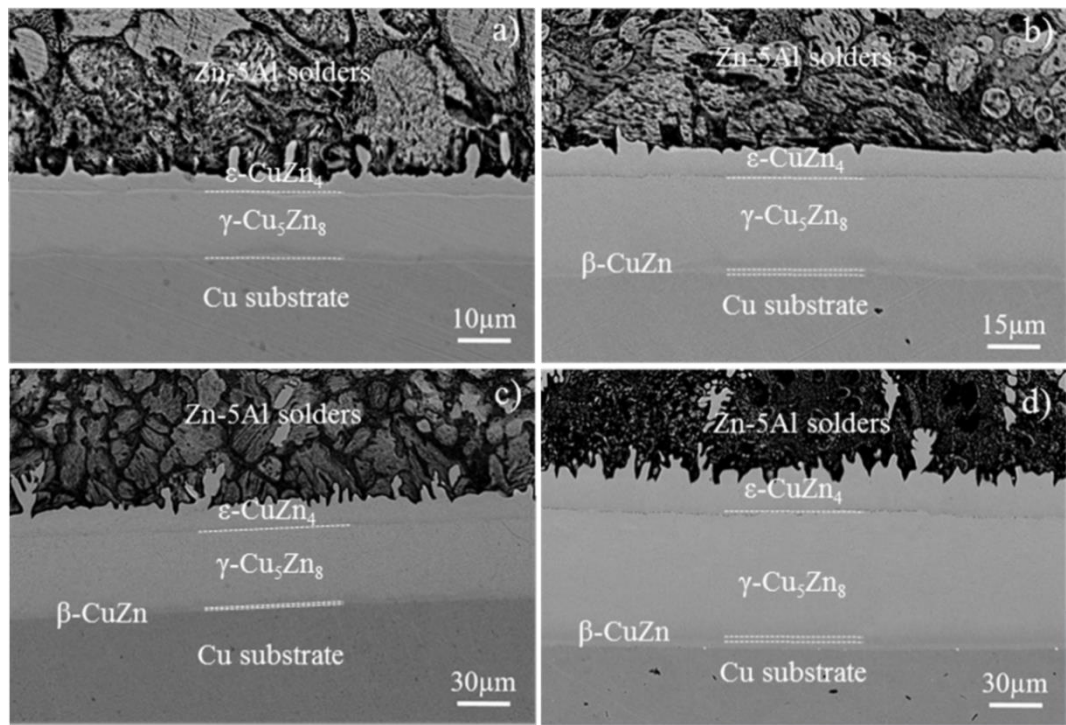 a)
Zn-5Al solders
ε-CuZn₄
γ-Cu₅Zn₈
Cu substrate
10μm
b)
Zn-5Al solders
ε-CuZn₄
γ-Cu₅Zn₈
β-CuZn
Cu substrate
15μm
c)
Zn-5Al solders
ε-CuZn₄
γ-Cu₅Zn₈
β-CuZn
Cu substrate
30μm
d)
Zn-5Al solders
ε-CuZn₄
γ-Cu₅Zn₈
β-CuZn
Cu substrate
30μm